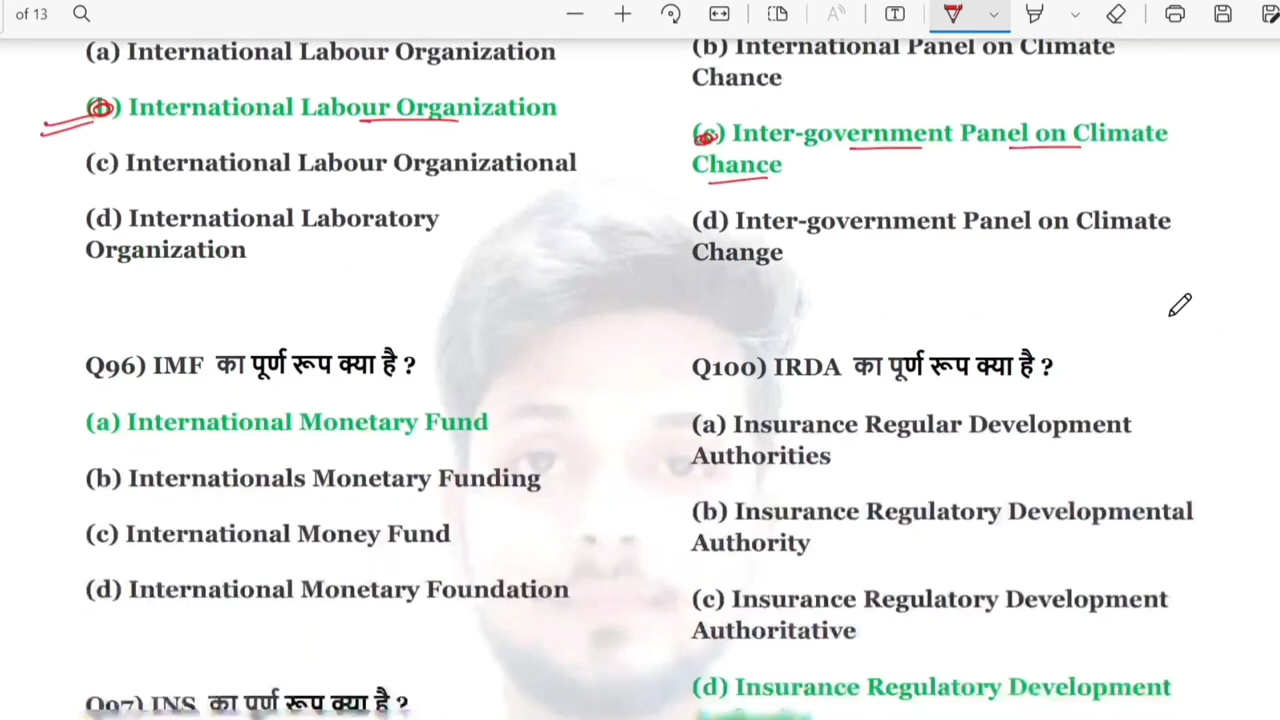 of 13
(a) International Labour Organization
(b) International Labour Organization
(c) International Labour Organizational
(d) International Laboratory
Organization
Q96) IMF का पूर्ण रूप क्या है ?
(a) International Monetary Fund
(b) Internationals Monetary Funding
(c) International Money Fund
(d) International Monetary Foundation
Q97) INS का पूर्ण रूप क्या है ?
(b) International Panel on Climate
Chance
(c) Inter-government Panel on Climate
Chance
(d) Inter-government Panel on Climate
Change
Q100) IRDA का पूर्ण रूप क्या है ?
(a) Insurance Regular Development
Authorities
(b) Insurance Regulatory Developmental
Authority
(c) Insurance Regulatory Development
Authoritative
(d) Insurance Regulatory Development